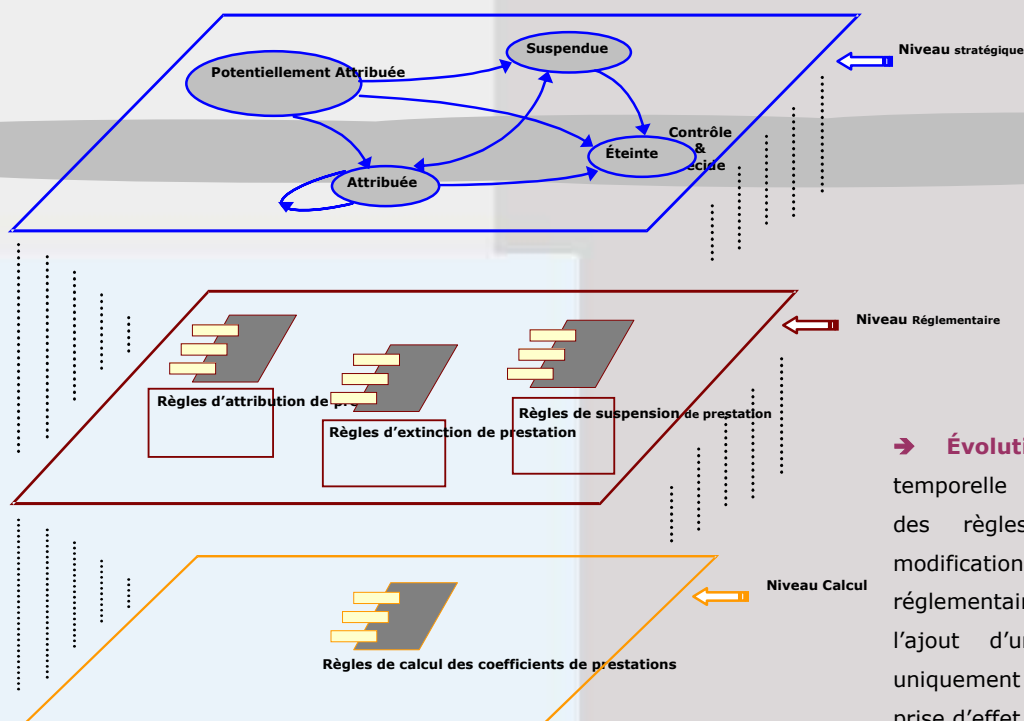 Suspendue
Niveau stratégique
Potentiellement Attribuée
Contrôle
&
Éteinte
Attribuée
Niveau Réglementaire
Règles d'attribution de
Règles de suspension de prestation
Règles d'extinction de prestation
➔ Évoluti
temporelle
des règles
modification
réglementair
l'ajout d'u
uniquement
prise d'effet
Niveau Calcul
Règles de calcul des coefficients de prestations